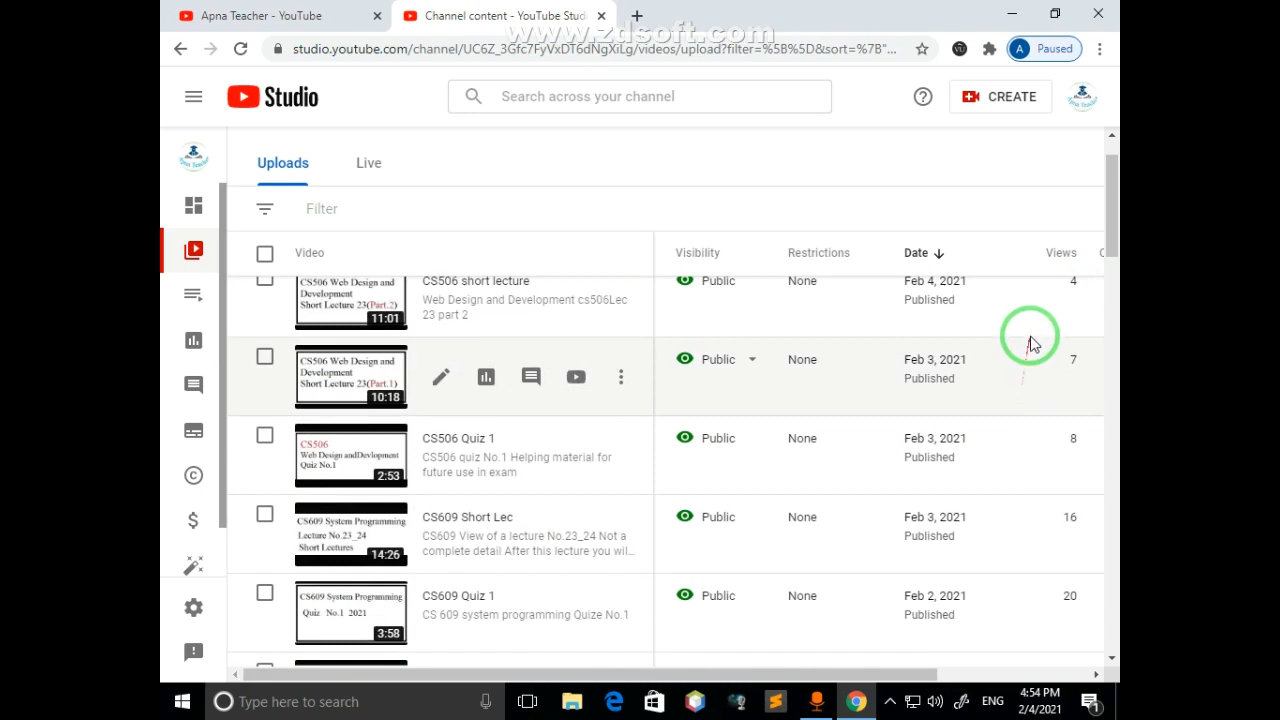 Apna Teacher - YouTube
Channel content - YouTube Studi
www.zdsoft.com
studio.youtube.com/channel/UC6Z_3Gfc7FyVxDT6dNgXiLg/videos/upload?filter=%5B%5D&sort=%7B"...
A Paused
Studio
Search across your channel
CREATE
Apna Teacher
Apna Teacher
Uploads Live
Filter
Video Visibility Restrictions Date Views C
CS506 Web Design and
Development
Short Lecture 23(Part.2)
11:01
CS506 short lecture
Web Design and Development cs506Lec
23 part 2
Public None Feb 4, 2021 4
Published
CS506 Web Design and
Development
Short Lecture 23(Part.1)
10:18
Public None Feb 3, 2021 7
Published
CS506
Web Design andDevlopment
Quiz No.1
2:53
CS506 Quiz 1
CS506 quiz No.1 Helping material for
future use in exam
Public None Feb 3, 2021 8
Published
CS609 System Programming
Lecture No.23_24
Short Lectures
14:26
CS609 Short Lec
CS609 View of a lecture No.23_24 Not a
complete detail After this lecture you wil...
Public None Feb 3, 2021 16
Published
CS609 System Programming
Quiz No.1 2021
3:58
CS609 Quiz 1
CS 609 system programming Quize No.1
Public None Feb 2, 2021 20
Published
Type here to search
ENG
4:54 PM
2/4/2021
1